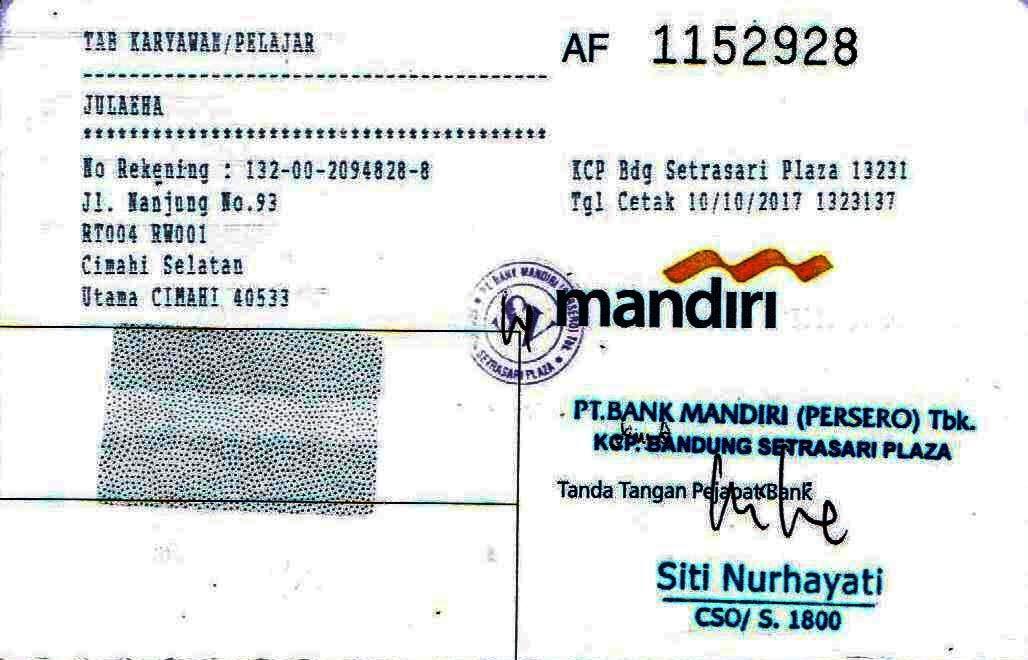 TAB KARYAWAN/PELAJAR
AF 1152928
----------------------------------------
JULAEHA
****************************************
No Rekening : 132-00-2094828-8
Jl. Nanjung No.93
RT004 RW001
Cimahi Selatan
Utama CIMAHI 40533
KCP Bdg Setrasari Plaza 13231
Tgl Cetak 10/10/2017 1323137
mandiri
PT. BANK MANDIRI (PERSERO) Tbk.
SETRASARI PLAZA
PT.BANK MANDIRI (PERSERO) Tbk.
KCP. BANDUNG SETRASARI PLAZA
Tanda Tangan Pejabat Bank
Siti Nurhayati
CSO/ S. 1800